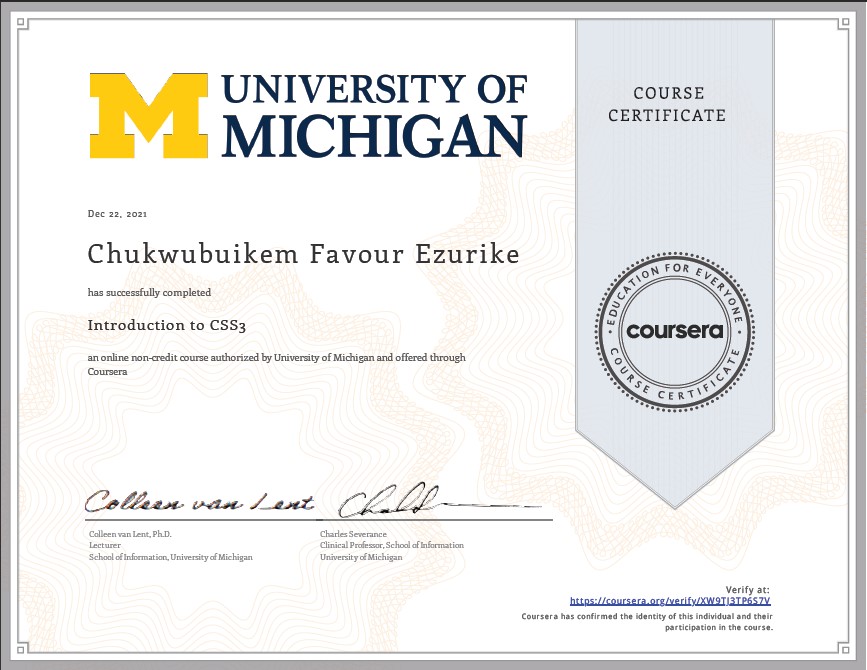 UNIVERSITY OF
MICHIGAN
COURSE
CERTIFICATE
Dec 22, 2021
Chukwubuikem Favour Ezurike
has successfully completed
Introduction to CSS3
an online non-credit course authorized by University of Michigan and offered through
Coursera
EDUCATION FOR EVERYONE
coursera
COURSE CERTIFICATE
Colleen van Lent
Colleen van Lent, Ph.D.
Lecturer
School of Information, University of Michigan
Charles Severance
Clinical Professor, School of Information
University of Michigan
Verify at:
https://coursera.org/verify/XW9TJ3TP6S7V
Coursera has confirmed the identity of this individual and their
participation in the course.